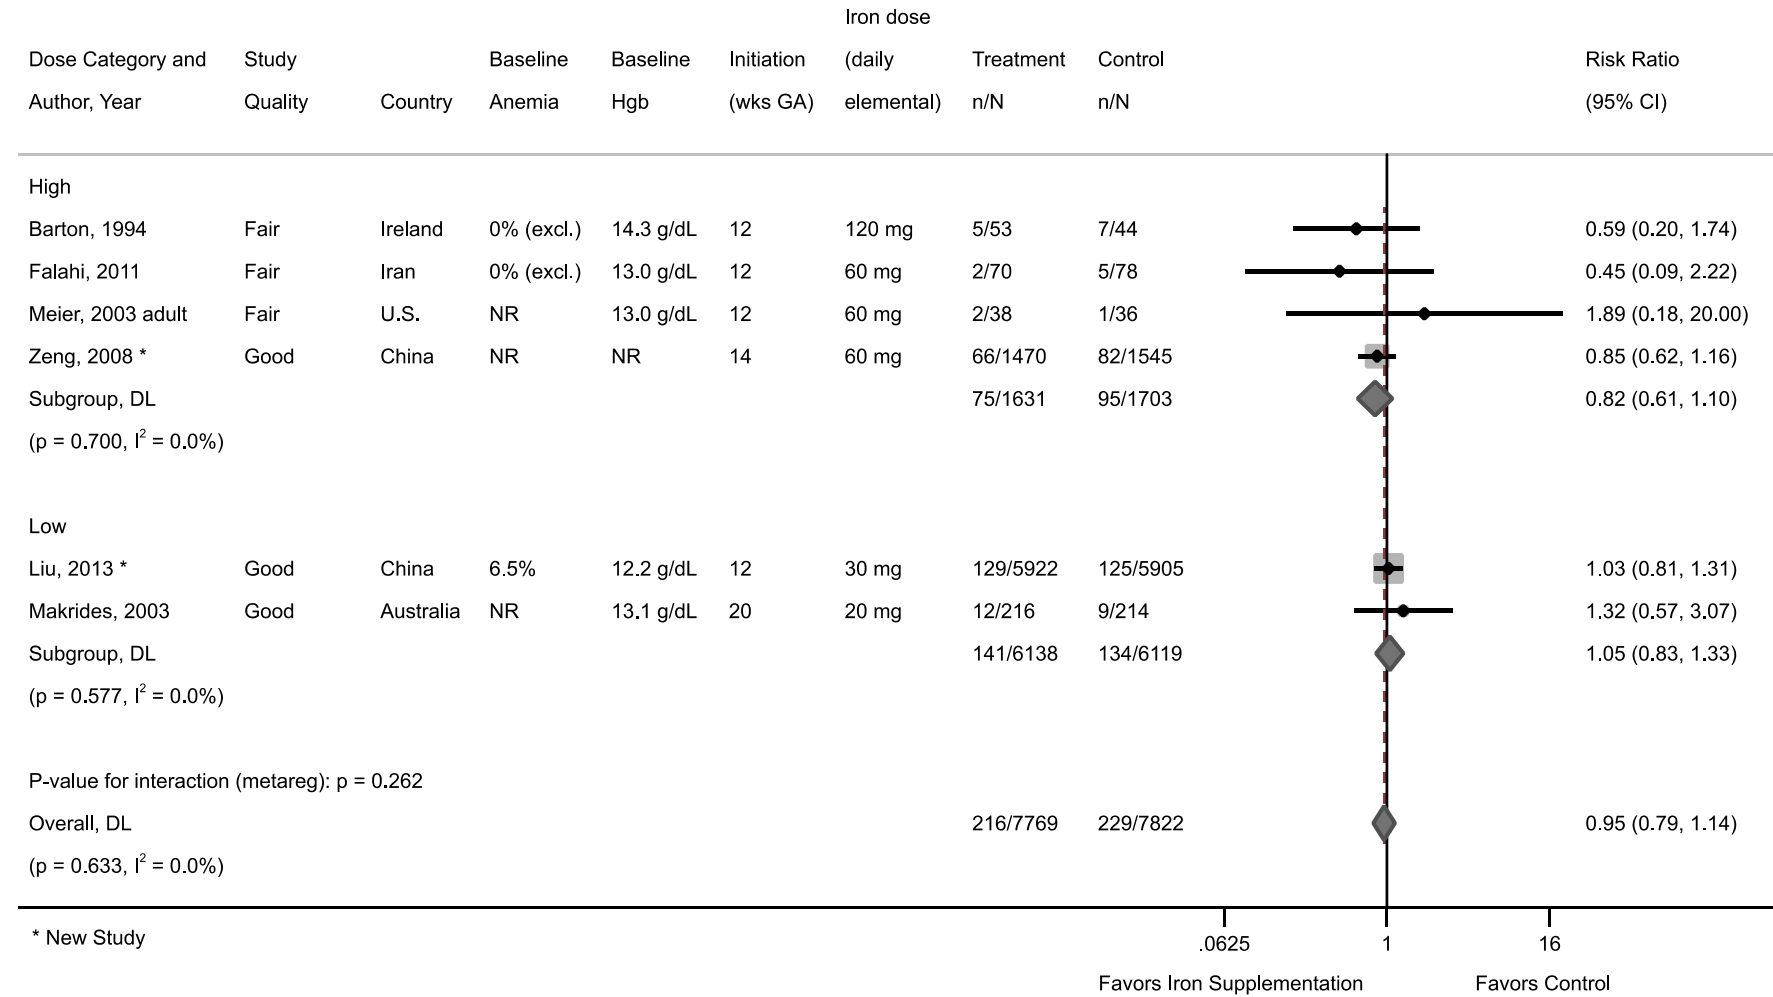 Iron dose
Dose Category and Study Baseline Baseline Initiation (daily Treatment Control Risk Ratio
Author, Year Quality Country Anemia Hgb (wks GA) elemental) n/N n/N (95% CI)
High
Barton, 1994 Fair Ireland 0% (excl.) 14.3 g/dL 12 120 mg 5/53 7/44 0.59 (0.20, 1.74)
Falahi, 2011 Fair Iran 0% (excl.) 13.0 g/dL 12 60 mg 2/70 5/78 0.45 (0.09, 2.22)
Meier, 2003 adult Fair U.S. NR 13.0 g/dL 12 60 mg 2/38 1/36 1.89 (0.18, 20.00)
Zeng, 2008 * Good China NR NR 14 60 mg 66/1470 82/1545 0.85 (0.62, 1.16)
Subgroup, DL 75/1631 95/1703 0.82 (0.61, 1.10)
(p = 0.700, I² = 0.0%)
Low
Liu, 2013 * Good China 6.5% 12.2 g/dL 12 30 mg 129/5922 125/5905 1.03 (0.81, 1.31)
Makrides, 2003 Good Australia NR 13.1 g/dL 20 20 mg 12/216 9/214 1.32 (0.57, 3.07)
Subgroup, DL 141/6138 134/6119 1.05 (0.83, 1.33)
(p = 0.577, I² = 0.0%)
P-value for interaction (metareg): p = 0.262
Overall, DL 216/7769 229/7822 0.95 (0.79, 1.14)
(p = 0.633, I² = 0.0%)
* New Study .0625 1 16
Favors Iron Supplementation Favors Control